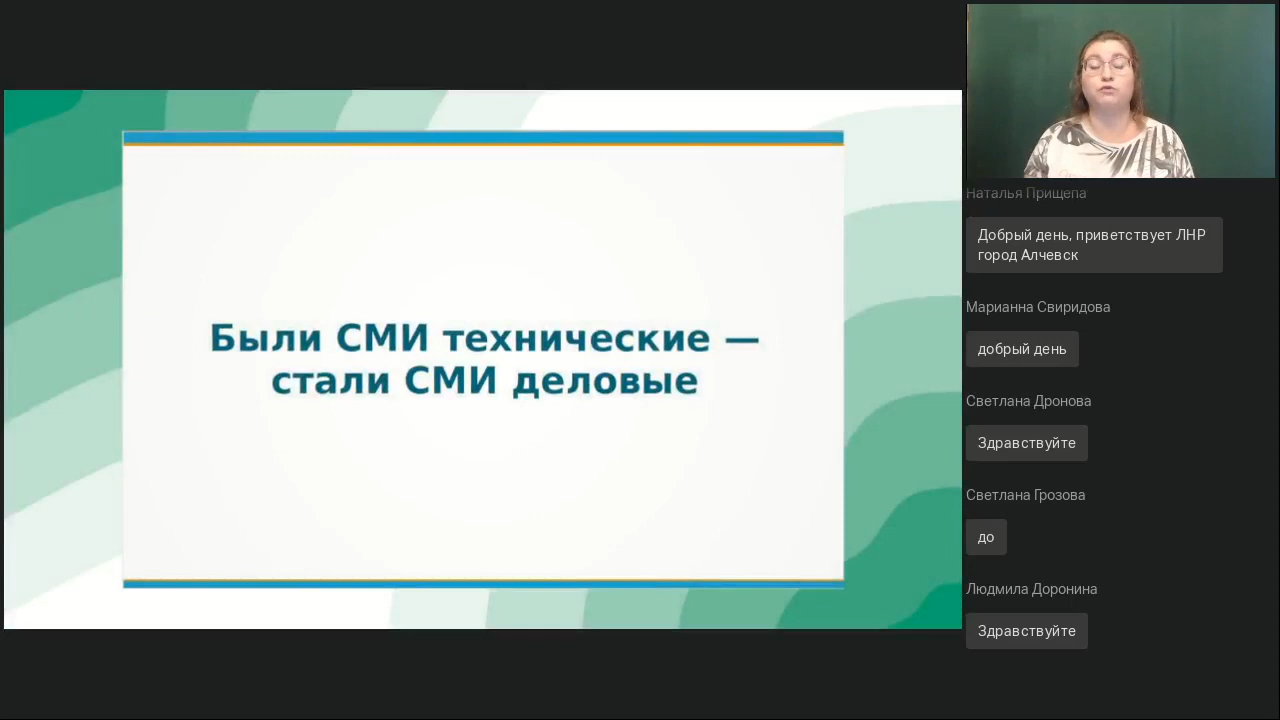 Были СМИ технические —
стали СМИ деловые
Наталья Прищепа
Добрый день, приветствует ЛНР
город Алчевск
Марианна Свиридова
добрый день
Светлана Дронова
Здравствуйте
Светлана Грозова
до
Людмила Доронина
Здравствуйте